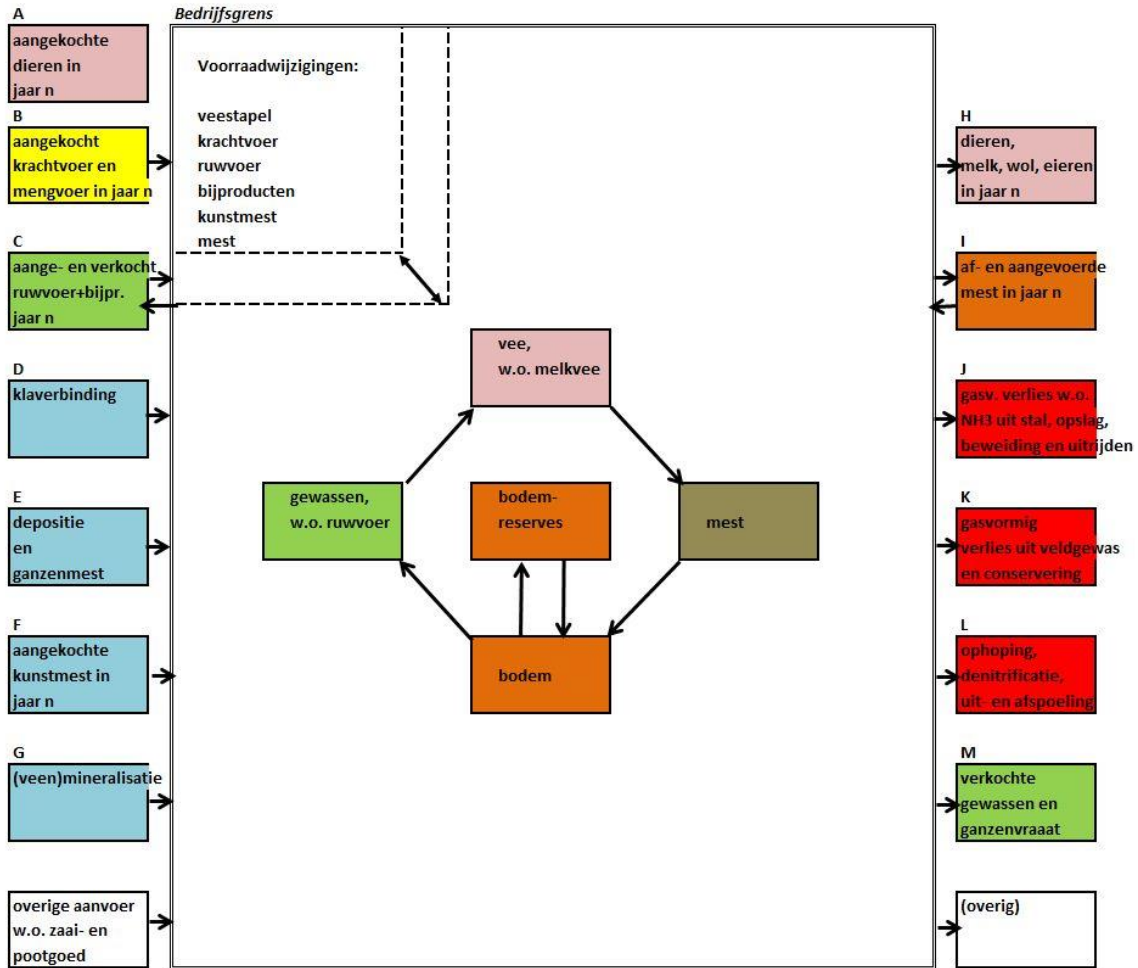 A
aangekochte
dieren in
jaar n
B
aangekocht
krachtvoer en
mengvoer in jaar n
C
aange- en verkocht
ruwvoer+bijpr.
jaar n
D
klaverbinding
E
depositie
en
ganzenmest
F
aangekochte
kunstmest in
jaar n
G
(veen)mineralisatie
overige aanvoer
w.o. zaai- en
pootgoed
Bedrijfsgrens
Voorraadwijzigingen:
veestapel
krachtvoer
ruwvoer
bijproducten
kunstmest
mest
vee,
w.o. melkvee
gewassen,
w.o. ruwvoer
bodem-
reserves
mest
bodem
H
dieren,
melk, wol, eieren
in jaar n
I
af- en aangevoerde
mest in jaar n
J
gasv. verlies w.o.
NH3 uit stal, opslag,
beweiding en uitrijden
K
gasvormig
verlies uit veldgewas
en conservering
L
ophoping,
denitrificatie,
uit- en afspoeling
M
verkochte
gewassen en
ganzenvraaat
(overig)